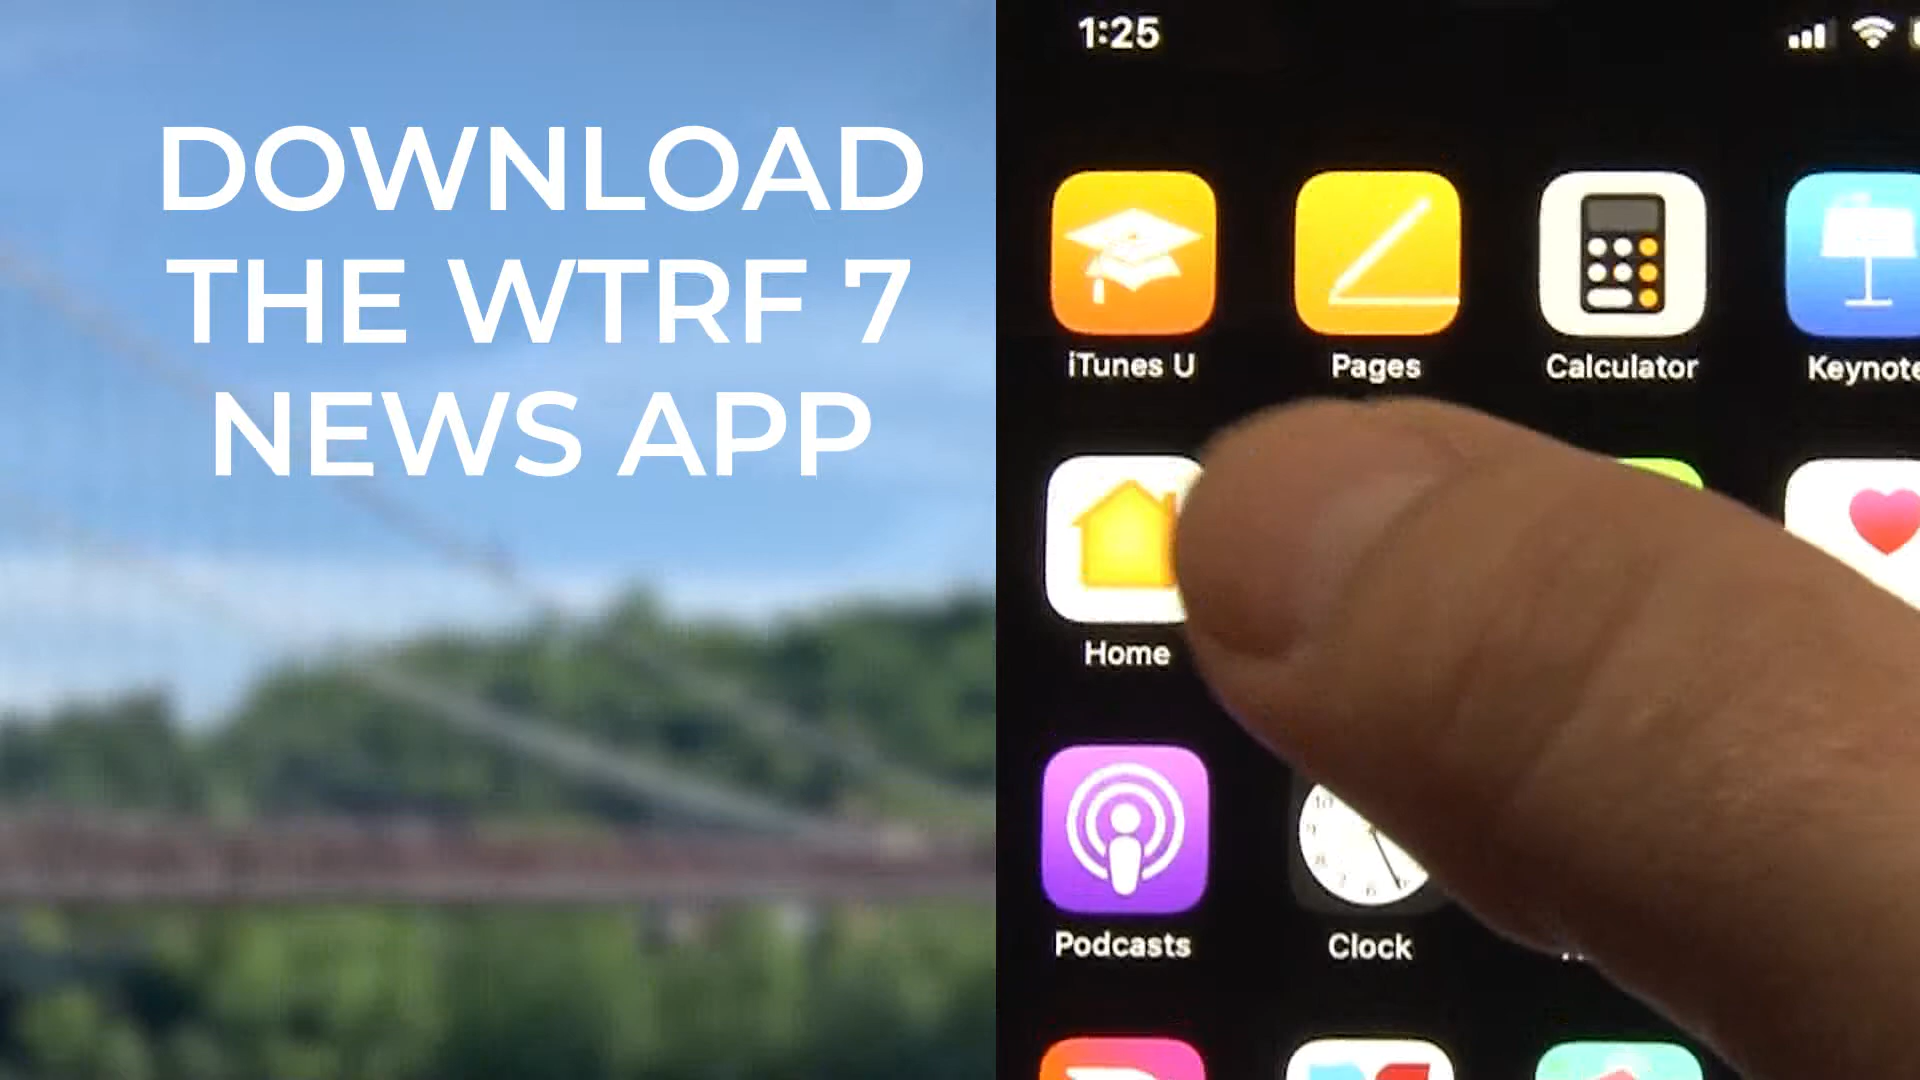 DOWNLOAD
THE WTRF 7
NEWS APP
1:25
iTunes U
Pages
Calculator
Keynote
Home
Podcasts
Clock